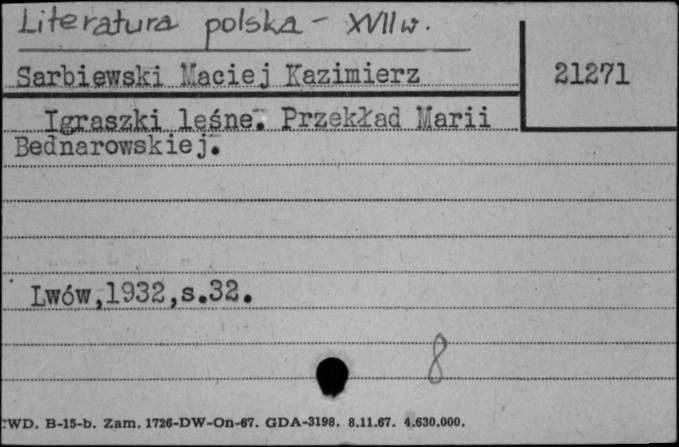 Literatura polska - XVII w.
Sarbiewski Maciej Kazimierz
21271
Igraszki leśne. Przekład Marii
Bednarowskiej.
Lwów,1932,s.32.
8
CWD. B-15-b. Zam. 1726-DW-On-67. GDA-3198. 8.11.67. 4.630.000.